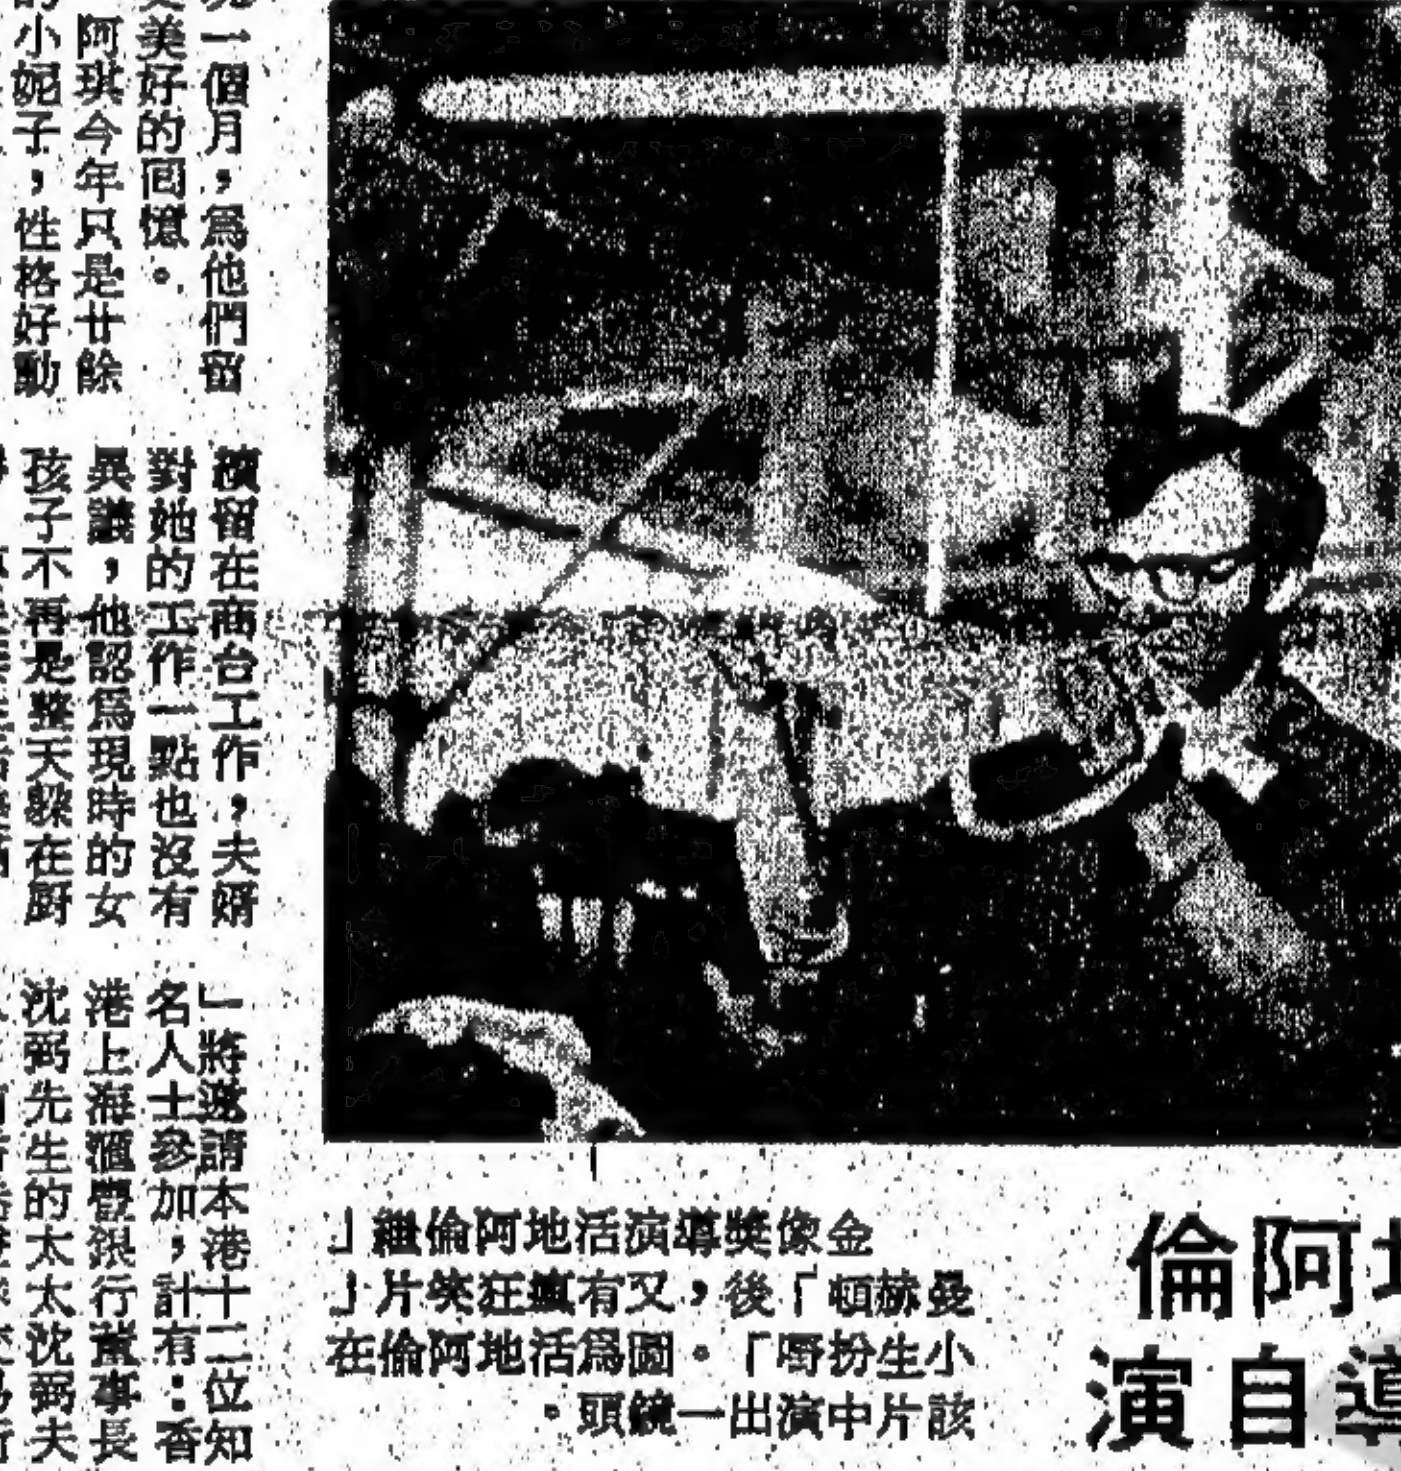 一個月，爲他們留
美好的回憶。
阿琪今年只是廿餘
的小妮子，性格好動
續留在商台工作，夫婿
對她的工作一點也沒有
異議，他認爲現時的女
孩子不再是整天躲在廚
」將邀請本港十二位知
名人士參加，計有：香
港上海滙豐銀行董事長
沈弼先生的太太沈弼夫
地阿倫
導自演
金像獎導演活地阿倫繼「
曼赫頓」後，又有瘋狂笑片「
小生扮嘢」。圖爲活地阿倫在
該片中演出一鏡頭。